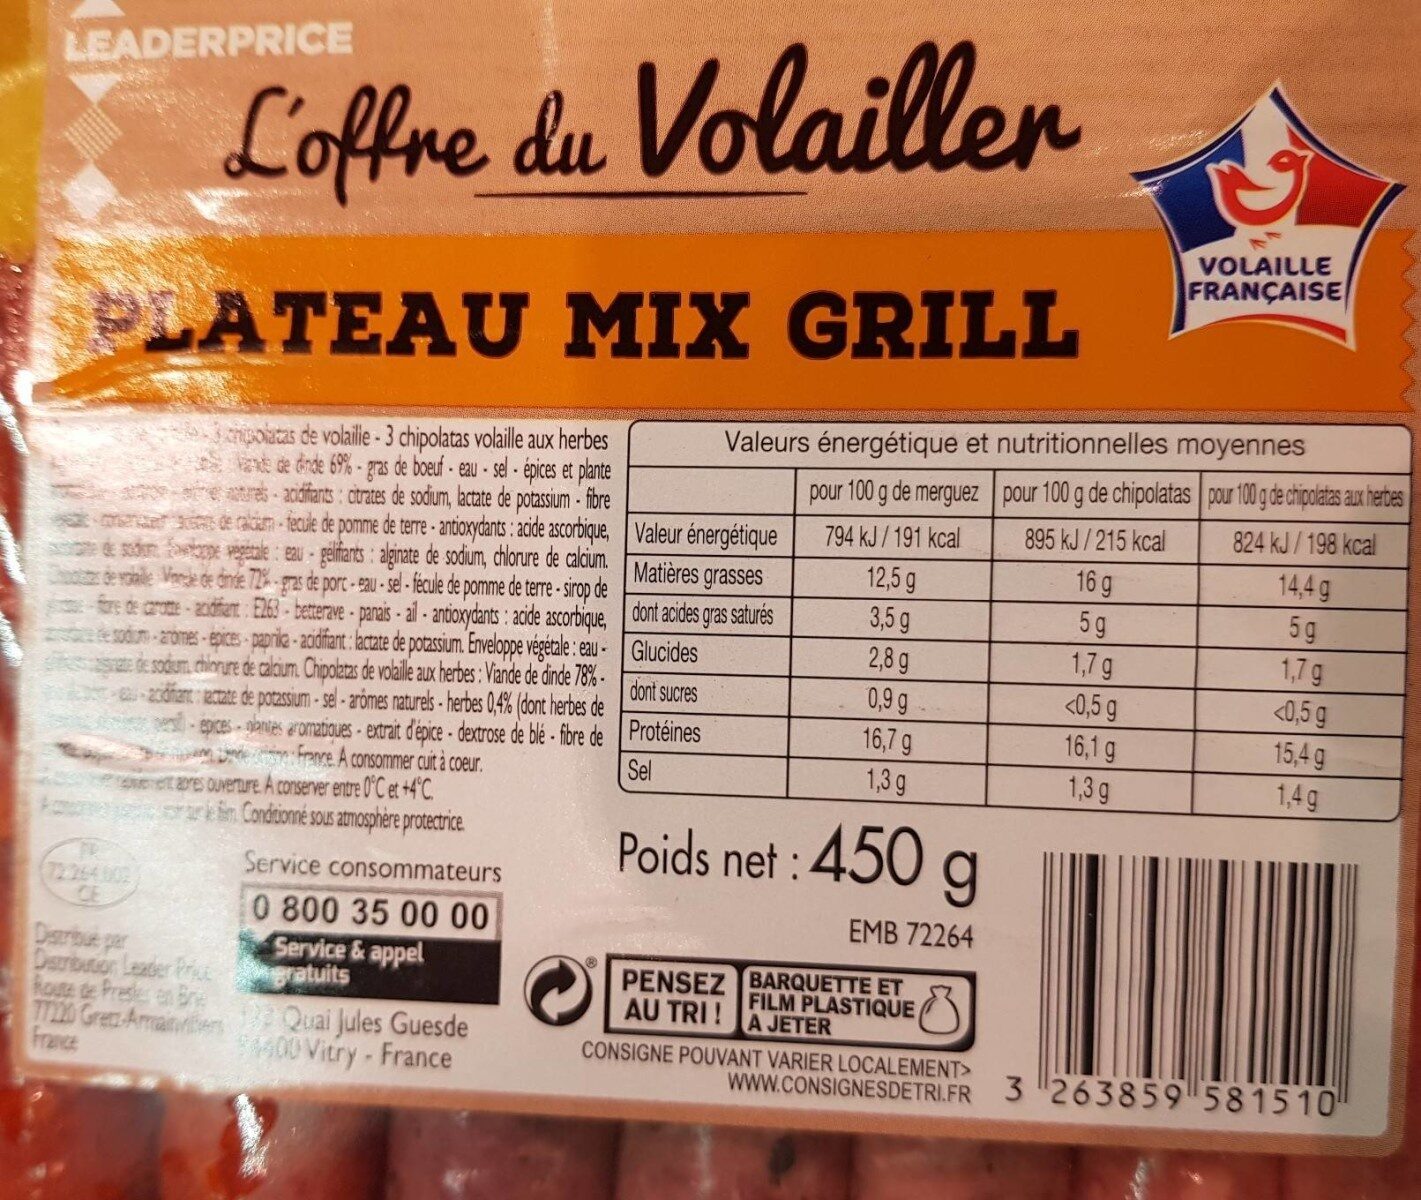 LEADERPRICE
L'offre du Volailler
VOLAILLE
FRANÇAISE
PLATEAU MIX GRILL
3 chipolatas de volaille - 3 chipolatas volaille aux herbes
Viande de dinde 69% - gras de boeuf - eau - sel - épices et plante
naturels - acidifiants : citrates de sodium, lactate de potassium - fibre
de calcium - fécule de pomme de terre - antioxydants : acide ascorbique,
de sodium. Enveloppe végétale : eau - gélifiants : alginate de sodium, chlorure de calcium.
Chipolatas de volaille : Viande de dinde 72% - gras de porc - eau - sel - fécule de pomme de terre - sirop de
fibre de carotte - acidifiant : E263 - betterave - panais - ail - antioxydants : acide ascorbique,
de sodium - arômes - épices - paprika - acidifiant : lactate de potassium. Enveloppe végétale : eau -
alginate de sodium, chlorure de calcium. Chipolatas de volaille aux herbes : Viande de dinde 78% -
eau - acidifiant : lactate de potassium - sel - arômes naturels - herbes 0,4% (dont herbes de
persil) - épices - plantes aromatiques - extrait d'épice - dextrose de blé - fibre de
France. A consommer cuit à coeur.
après ouverture. A conserver entre 0°C et +4°C.
voir sur le film. Conditionné sous atmosphère protectrice.
Valeurs énergétique et nutritionnelles moyennes
pour 100 g de merguez pour 100 g de chipolatas pour 100 g de chipolatas aux herbes
Valeur énergétique 794 kJ / 191 kcal 895 kJ / 215 kcal 824 kJ / 198 kcal
Matières grasses 12,5 g 16 g 14,4 g
dont acides gras saturés 3,5 g 5 g 5 g
Glucides 2,8 g 1,7 g 1,7 g
dont sucres 0,9 g <0,5 g <0,5 g
Protéines 16,7 g 16,1 g 15,4 g
Sel 1,3 g 1,3 g 1,4 g
72.264.002
CE
Distribué par
Distribution Leader Price
Route de Presles en Brie
77220 Gretz-Armainvilliers
France
Service consommateurs
0 800 35 00 00
Service & appel
gratuits
Quai Jules Guesde
94400 Vitry - France
Poids net : 450 g
EMB 72264
PENSEZ
AU TRI !
BARQUETTE ET
FILM PLASTIQUE
À JETER
CONSIGNE POUVANT VARIER LOCALEMENT>
WWW.CONSIGNESDETRI.FR
3 263859 581510